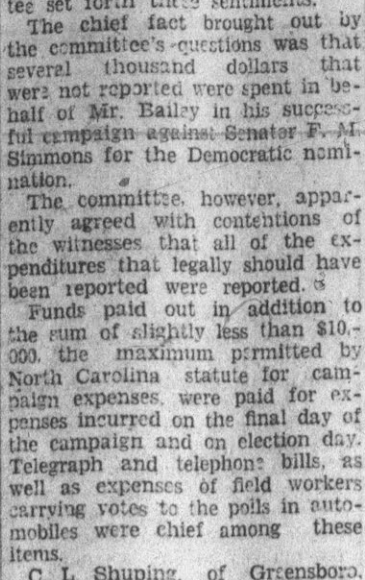 tee set forth three sentiments.
The chief fact brought out by
the committee's questions was that
several thousand dollars that
were not reported were spent in be-
half of Mr. Bailey in his success-
ful campaign against Senator F. M.
Simmons for the Democratic nomi-
nation.
The committee, however, appar-
ently agreed with contentions of
the witnesses that all of the ex-
penditures that legally should have
been reported were reported.
Funds paid out in addition to
the sum of slightly less than $10,-
000, the maximum permitted by
North Carolina statute for cam-
paign expenses, were paid for ex-
penses incurred on the final day of
the campaign and on election day.
Telegraph and telephone bills, as
well as expenses of field workers
carrying votes to the polls in auto-
mobiles were chief among these
items.
C. L. Shuping, of Greensboro,